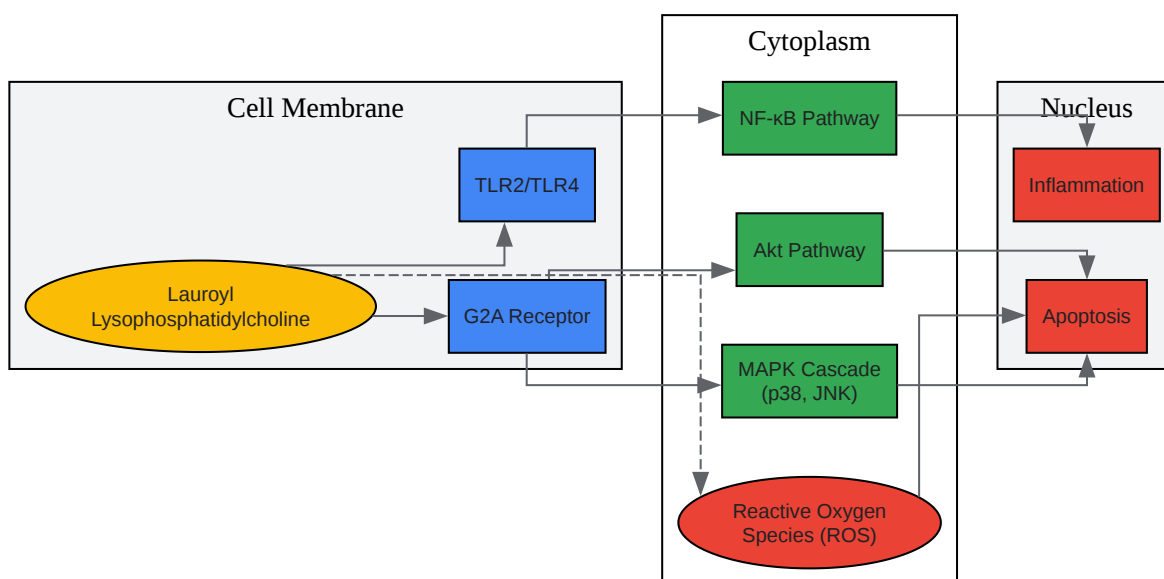 Cell Membrane
TLR2/TLR4
Lauroyl
Lysophosphatidylcholine
G2A Receptor
Cytoplasm
NF-κB Pathway
Akt Pathway
MAPK Cascade
(p38, JNK)
Reactive Oxygen
Species (ROS)
Nucleus
Inflammation
Apoptosis